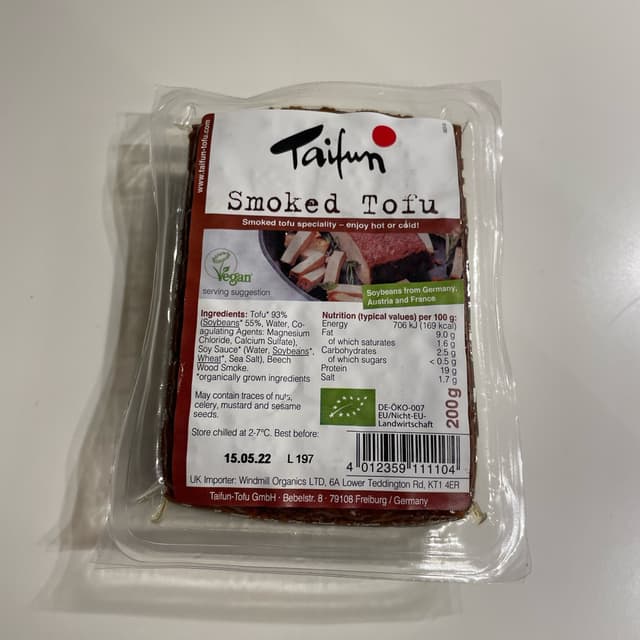 www.taifun-tofu.com
Taifun
Smoked Tofu
Smoked tofu speciality – enjoy hot or cold!
Vegan
serving suggestion
Soybeans from Germany,
Austria and France
Ingredients: Tofu* 93%
(Soybeans* 55%, Water, Co-
agulating Agents: Magnesium
Chloride, Calcium Sulfate),
Soy Sauce* (Water, Soybeans*,
Wheat*, Sea Salt), Beech
Wood Smoke.
*organically grown ingredients
May contain traces of nuts,
celery, mustard and sesame
seeds.
Nutrition (typical values) per 100 g:
Energy 706 kJ (169 kcal)
Fat 9.0 g
of which saturates 1.6 g
Carbohydrates 2.5 g
of which sugars < 0.5 g
Protein 19 g
Salt 1.7 g
DE-ÖKO-007
EU/Nicht-EU-
Landwirtschaft
200g
Store chilled at 2-7°C. Best before:
15.05.22 L 197
4 012359 111104
UK Importer: Windmill Organics LTD, 6A Lower Teddington Rd, KT1 4ER
Taifun-Tofu GmbH · Bebelstr. 8 · 79108 Freiburg / Germany